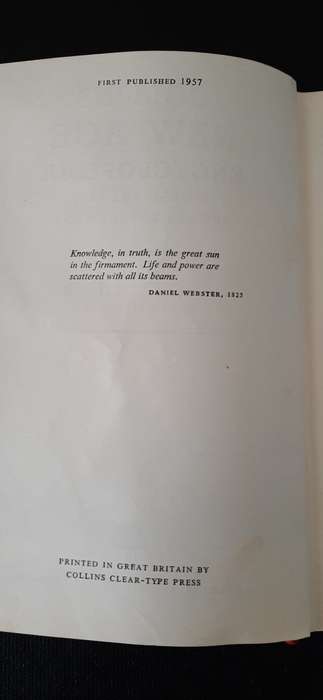 FIRST PUBLISHED 1957
Knowledge, in truth, is the great sun
in the firmament. Life and power are
scattered with all its beams.
DANIEL WEBSTER, 1825
PRINTED IN GREAT BRITAIN BY
COLLINS CLEAR-TYPE PRESS